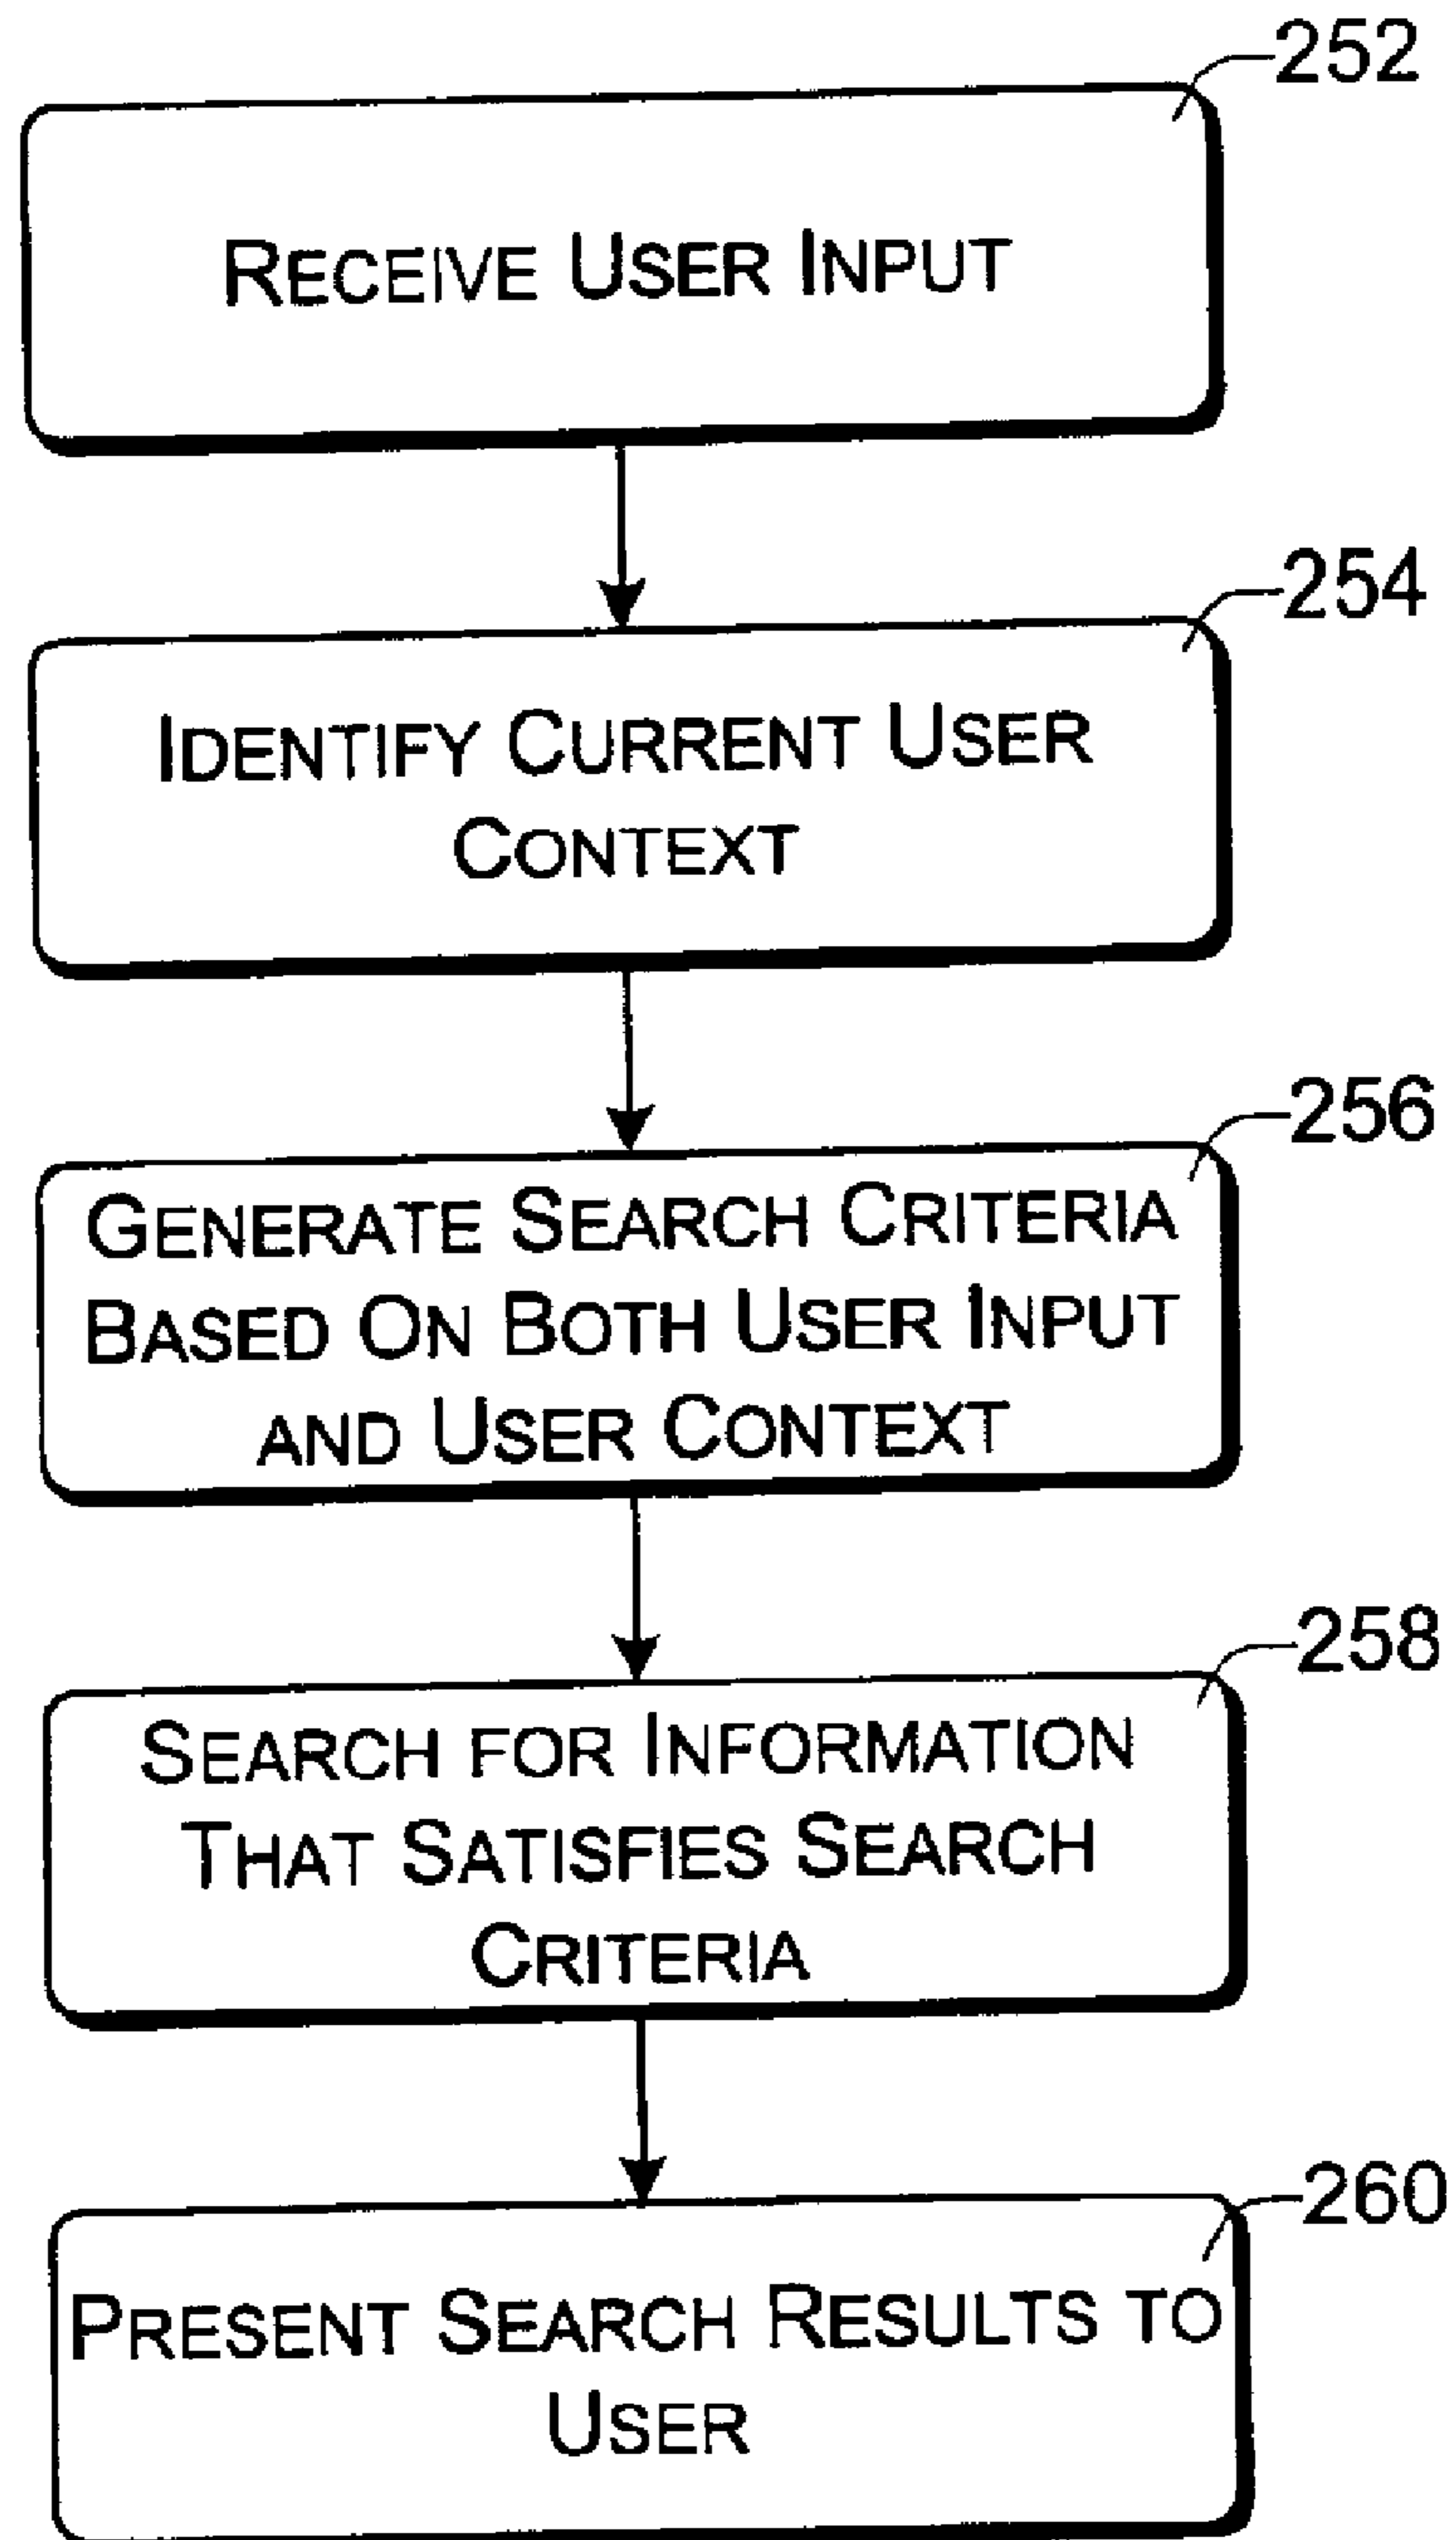 252
RECEIVE USER INPUT
254
IDENTIFY CURRENT USER
CONTEXT
256
GENERATE SEARCH CRITERIA
BASED ON BOTH USER INPUT
AND USER CONTEXT
258
SEARCH FOR INFORMATION
THAT SATISFIES SEARCH
CRITERIA
260
PRESENT SEARCH RESULTS TO
USER